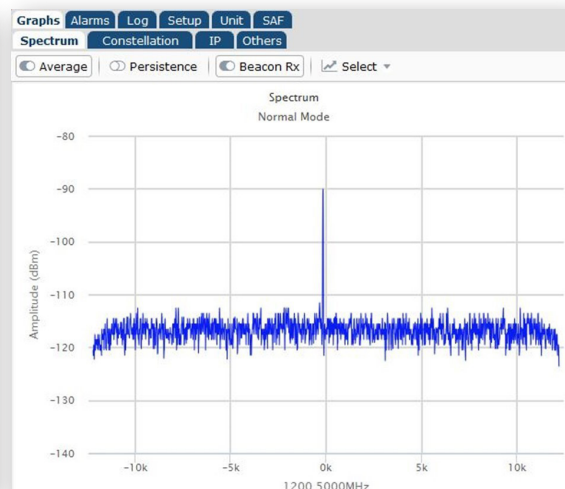 Graphs Alarms Log Setup Unit SAF
Spectrum Constellation IP Others
Average Persistence Beacon Rx Select
Spectrum
Normal Mode
-80
-90
-100
-110
-120
-130
-140
Amplitude (dBm)
-10k -5k 0k 5k 10k
1200.5000MHz